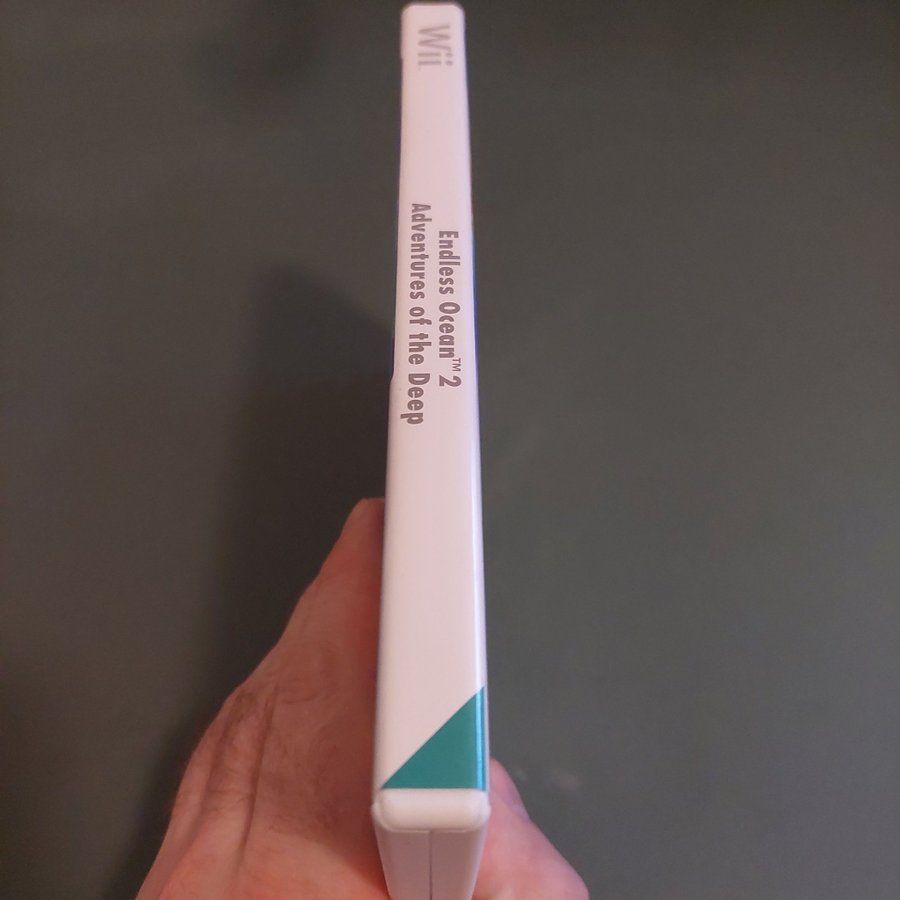 Wii
Endless Ocean™ 2
Adventures of the Deep